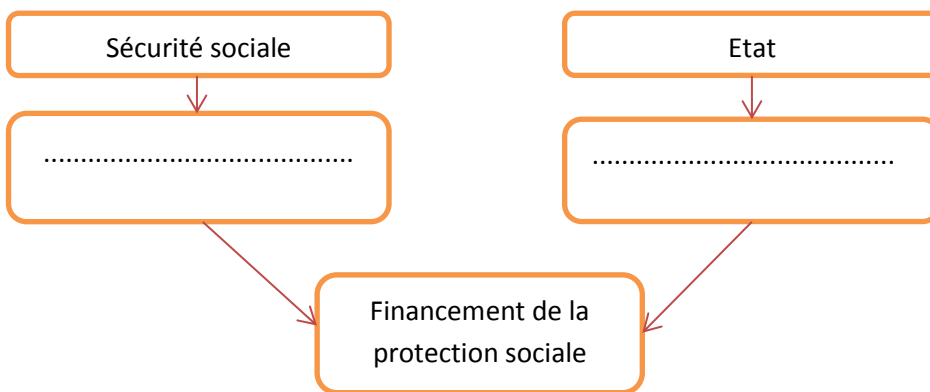 Sécurité sociale
Etat
..........................................
.........................................
Financement de la
protection sociale